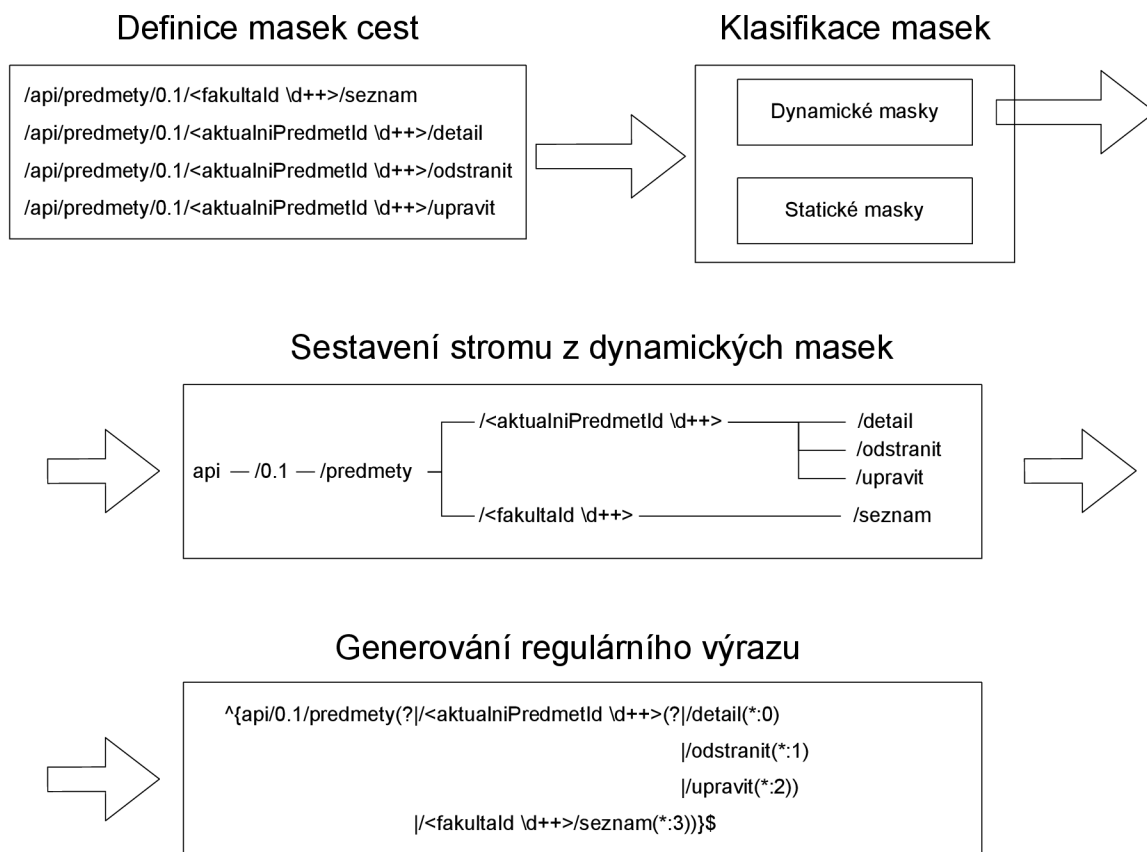 Definice masek cest
/api/predmety/0.1/<fakultaId \d++>/seznam
/api/predmety/0.1/<aktualniPredmetId \d++>/detail
/api/predmety/0.1/<aktualniPredmetId \d++>/odstranit
/api/predmety/0.1/<aktualniPredmetId \d++>/upravit
Klasifikace masek
Dynamické masky
Statické masky
Sestavení stromu z dynamických masek
api /0.1 /predmety
/<aktualniPredmetId \d++>
/detail
/odstranit
/upravit
/<fakultaId \d++>
/seznam
Generování regulárního výrazu
^{api/0.1/predmety(?|/<aktualniPredmetId \d++>(?|/detail(*:0)
|/odstranit(*:1)
|/upravit(*:2))
|/<fakultaId \d++>/seznam(*:3))}$